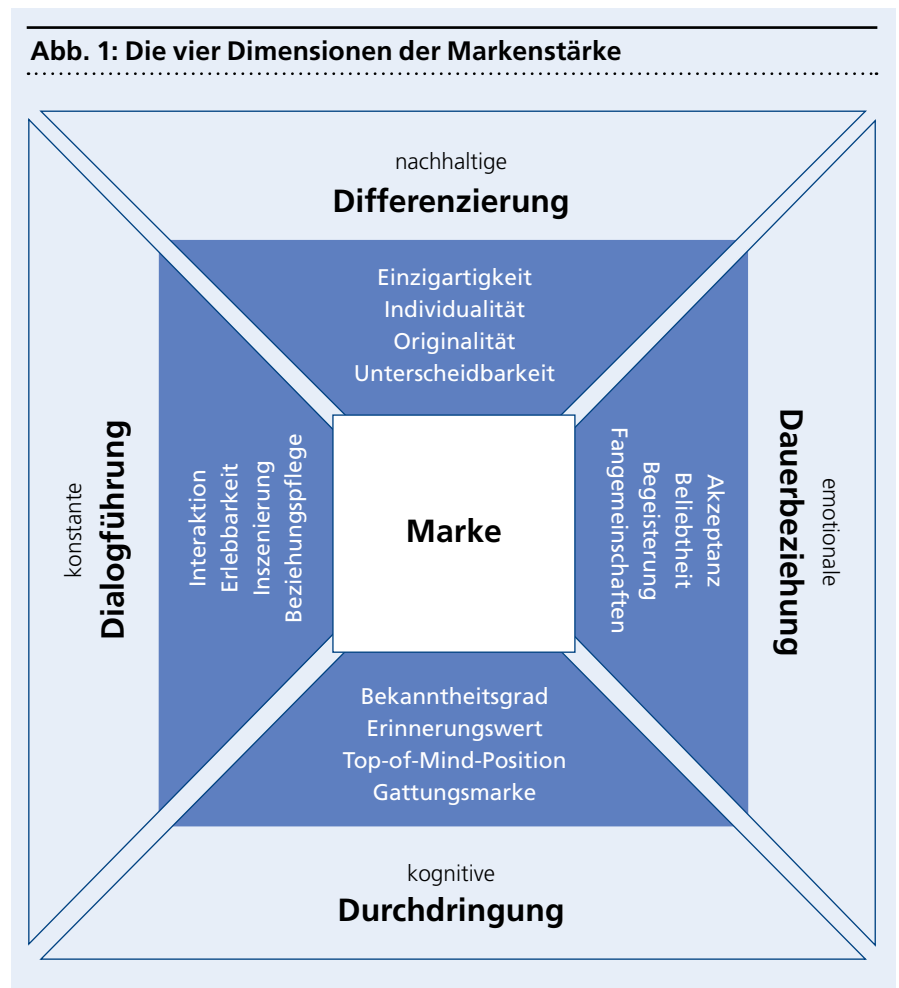 Abb. 1: Die vier Dimensionen der Markenstärke
nachhaltige
Differenzierung
Einzigartigkeit
Individualität
Originalität
Unterscheidbarkeit
konstante
Dialogführung
Interaktion
Erlebbarkeit
Inszenierung
Beziehungspflege
Marke
Akzeptanz
Beliebtheit
Begeisterung
Fangemeinschaften
emotionale
Dauerbeziehung
Bekanntheitsgrad
Erinnerungswert
Top-of-Mind-Position
Gattungsmarke
kognitive
Durchdringung